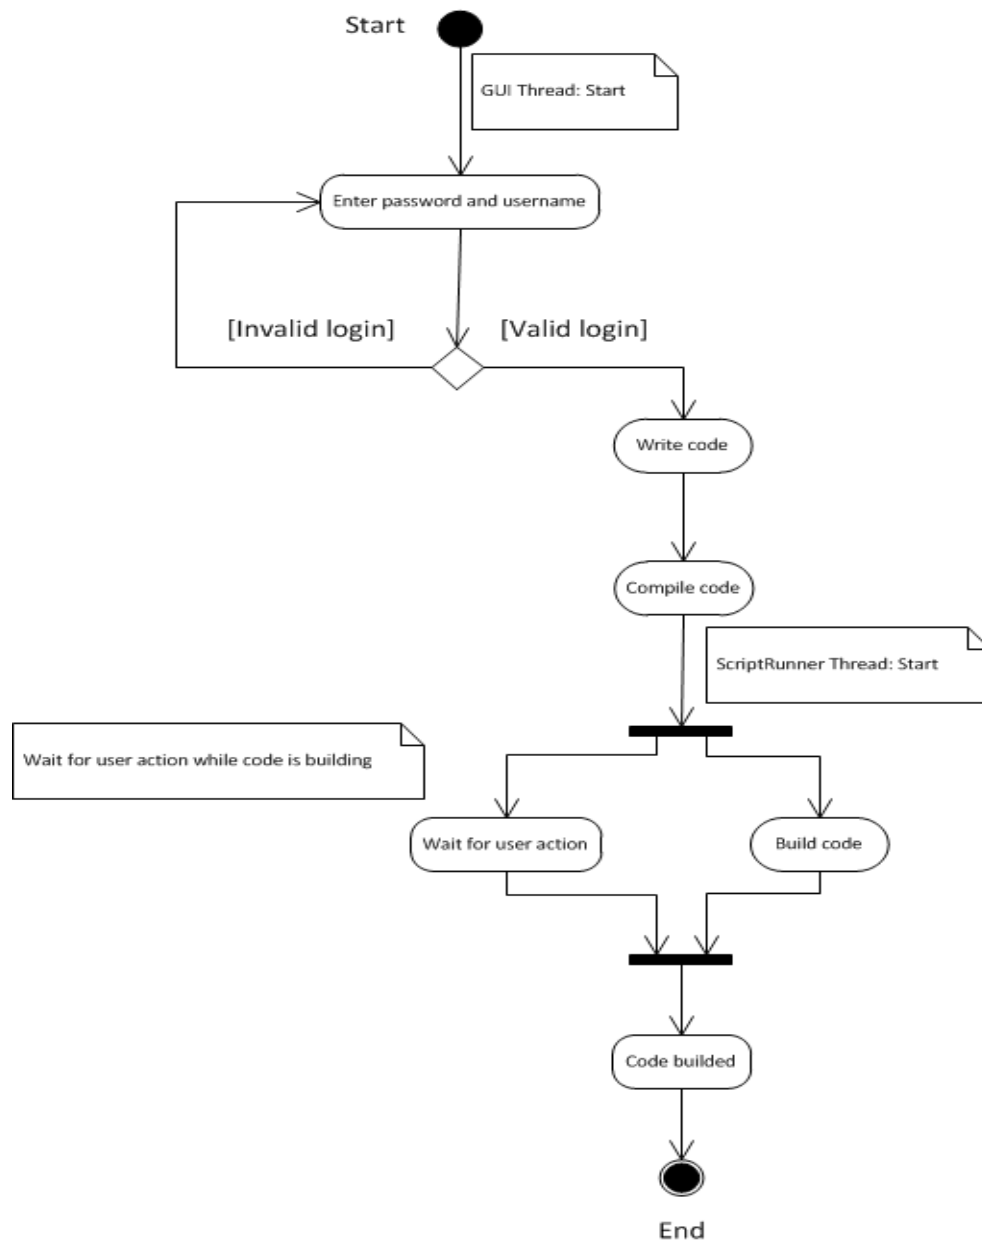 Start
GUI Thread: Start
Enter password and username
[Invalid login]
[Valid login]
Write code
Compile code
ScriptRunner Thread: Start
Wait for user action while code is building
Wait for user action
Build code
Code builded
End